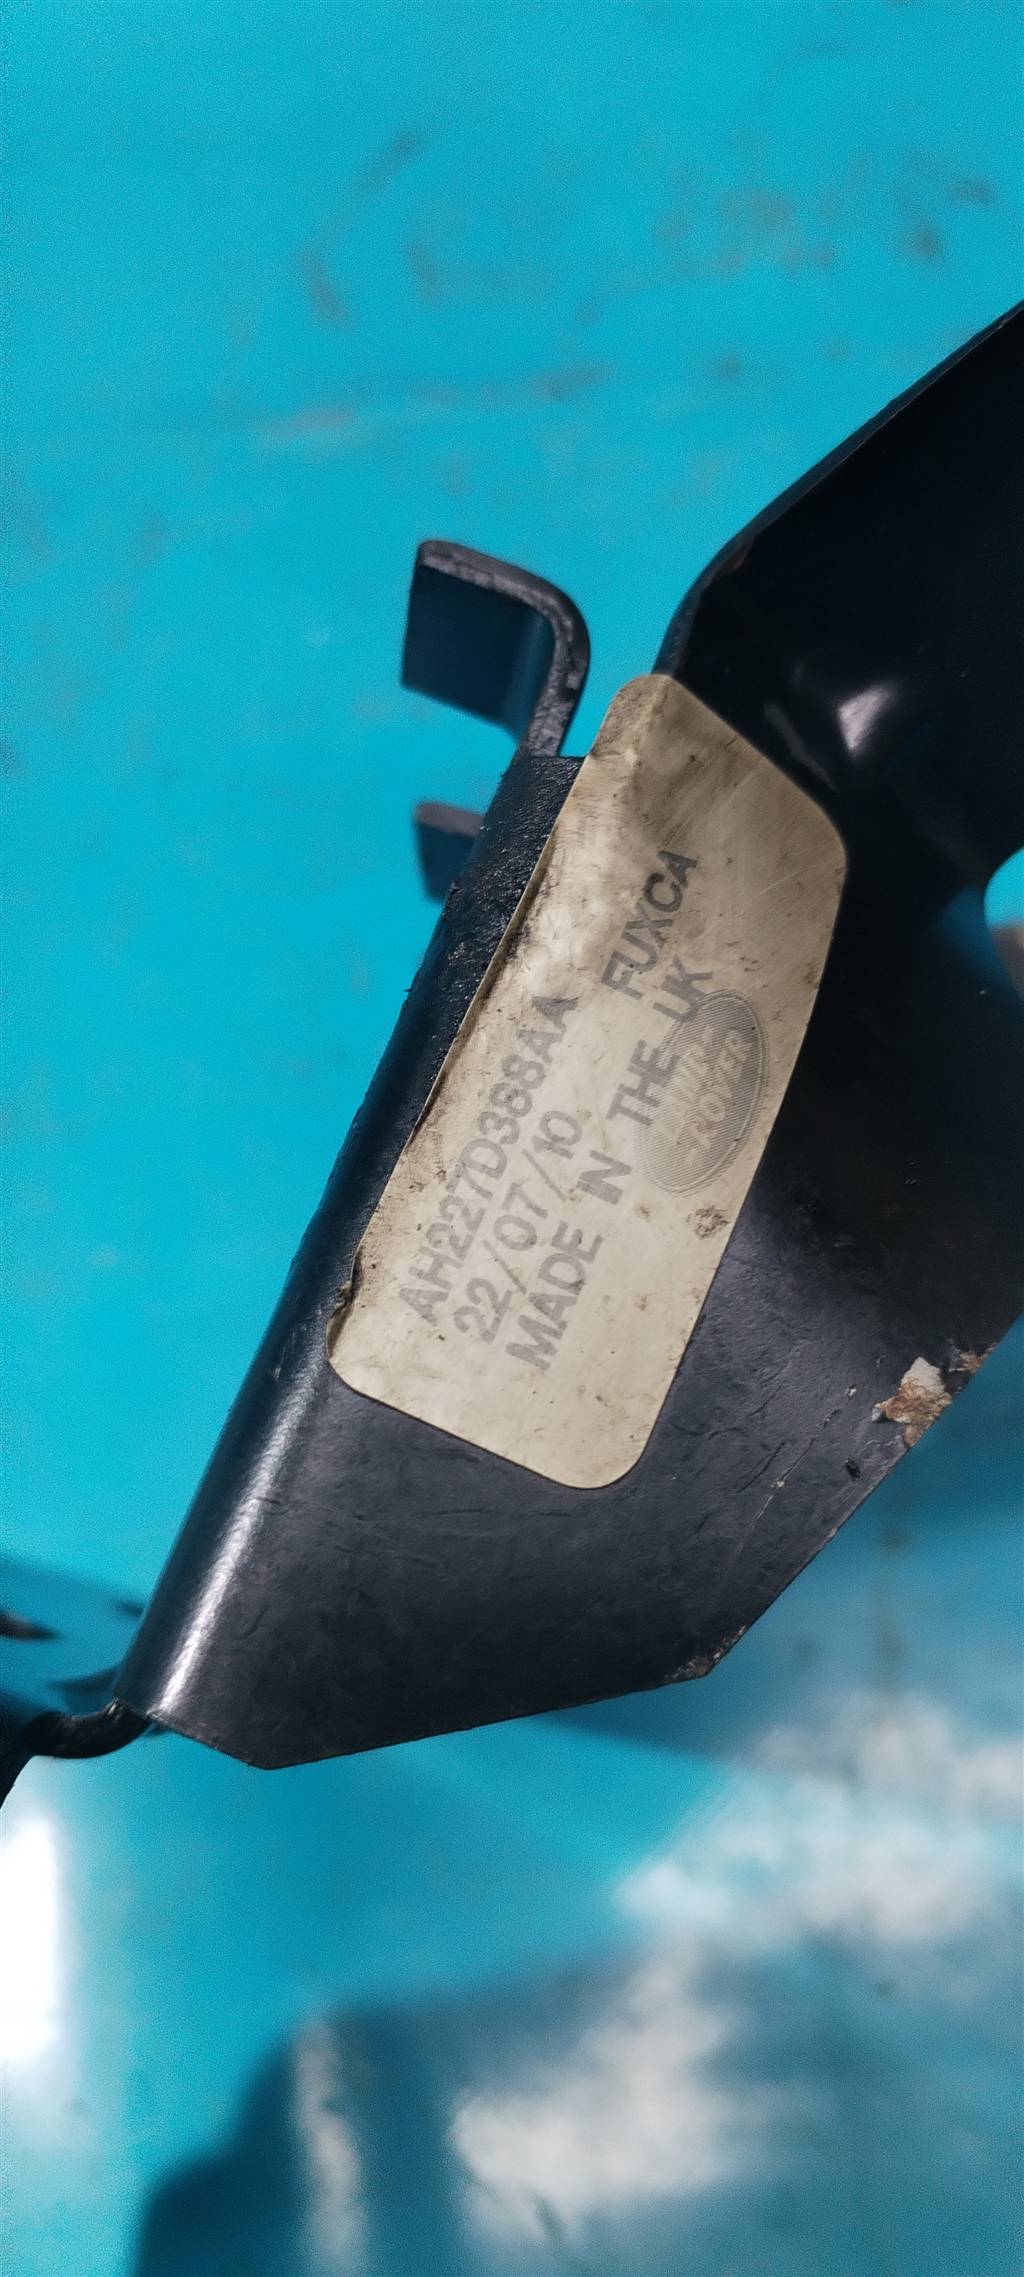 AH227D388AA
22/07/10 FUXCA
MADE IN THE UK
LAND-
-ROVER